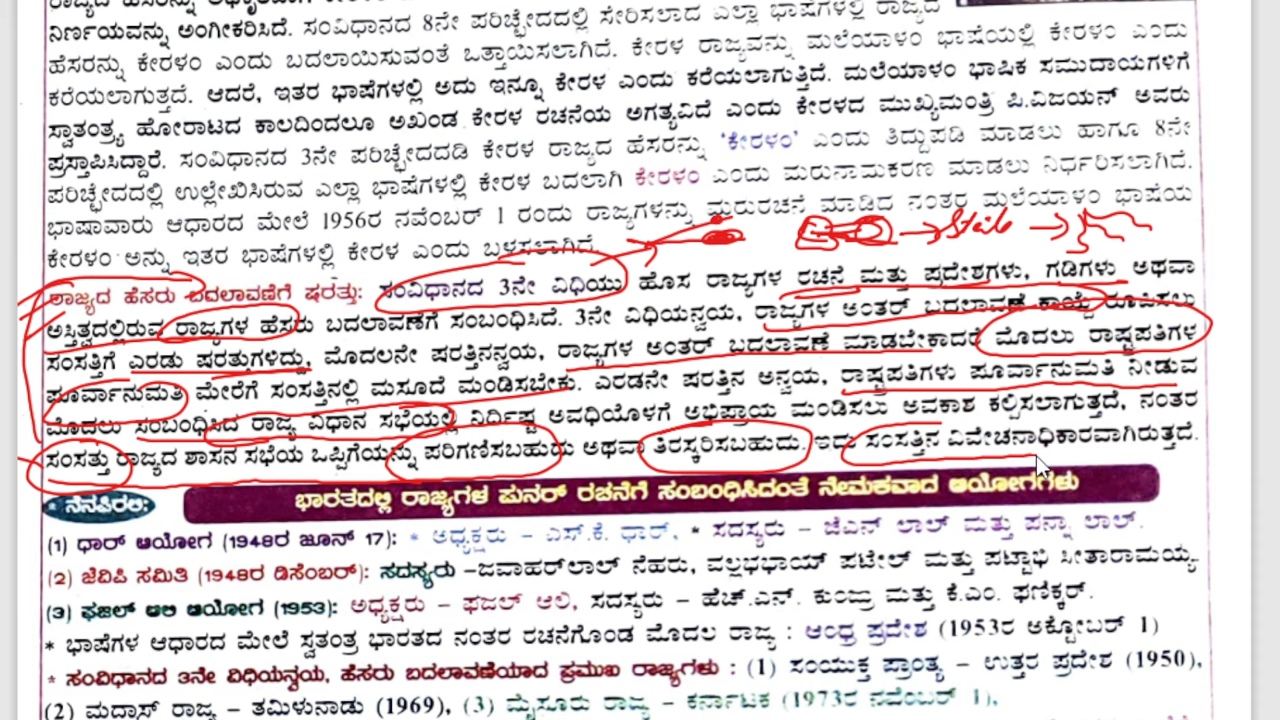 ನಿರ್ಣಯವನ್ನು ಅಂಗೀಕರಿಸಿದೆ. ಸಂವಿಧಾನದ 8ನೇ ಪರಿಚ್ಛೇದದಲ್ಲಿ ಸೇರಿಸಲಾದ ಎಲ್ಲಾ ಭಾಷೆಗಳಲ್ಲಿ ರಾಜ್ಯದ
ಹೆಸರನ್ನು ಕೇರಳಂ ಎಂದು ಬದಲಾಯಿಸುವಂತೆ ಒತ್ತಾಯಿಸಲಾಗಿದೆ. ಕೇರಳ ರಾಜ್ಯವನ್ನು ಮಲೆಯಾಳಂ ಭಾಷೆಯಲ್ಲಿ ಕೇರಳಂ ಎಂದು
ಕರೆಯಲಾಗುತ್ತದೆ. ಆದರೆ, ಇತರ ಭಾಷೆಗಳಲ್ಲಿ ಅದು ಇನ್ನೂ ಕೇರಳ ಎಂದು ಕರೆಯಲಾಗುತ್ತಿದೆ. ಮಲೆಯಾಳಂ ಭಾಷಿಕ ಸಮುದಾಯಗಳಿಗೆ
ಸ್ವಾತಂತ್ರ್ಯ ಹೋರಾಟದ ಕಾಲದಿಂದಲೂ ಅಖಂಡ ಕೇರಳ ರಚನೆಯ ಅಗತ್ಯವಿದೆ ಎಂದು ಕೇರಳದ ಮುಖ್ಯಮಂತ್ರಿ ಪಿ.ವಿಜಯನ್ ಅವರು
ಪ್ರಸ್ತಾಪಿಸಿದ್ದಾರೆ. ಸಂವಿಧಾನದ 3ನೇ ಪರಿಚ್ಛೇದದಡಿ ಕೇರಳ ರಾಜ್ಯದ ಹೆಸರನ್ನು 'ಕೇರಳಂ' ಎಂದು ತಿದ್ದುಪಡಿ ಮಾಡಲು ಹಾಗೂ 8ನೇ
ಪರಿಚ್ಛೇದದಲ್ಲಿ ಉಲ್ಲೇಖಿಸಿರುವ ಎಲ್ಲಾ ಭಾಷೆಗಳಲ್ಲಿ ಕೇರಳ ಬದಲಾಗಿ ಕೇರಳಂ ಎಂದು ಮರುನಾಮಕರಣ ಮಾಡಲು ನಿರ್ಧರಿಸಲಾಗಿದೆ.
ಭಾಷಾವಾರು ಆಧಾರದ ಮೇಲೆ 1956ರ ನವೆಂಬರ್ 1 ರಂದು ರಾಜ್ಯಗಳನ್ನು ಮರುರಚನೆ ಮಾಡಿದ ನಂತರ ಮಲೆಯಾಳಂ ಭಾಷೆಯ
ಕೇರಳಂ ಅನ್ನು ಇತರ ಭಾಷೆಗಳಲ್ಲಿ ಕೇರಳ ಎಂದು ಬಳಸಲಾಗಿದೆ.
ರಾಜ್ಯದ ಹೆಸರು ಬದಲಾವಣೆಗೆ ಷರತ್ತು: ಸಂವಿಧಾನದ 3ನೇ ವಿಧಿಯು ಹೊಸ ರಾಜ್ಯಗಳ ರಚನೆ ಮತ್ತು ಪ್ರದೇಶಗಳು, ಗಡಿಗಳು ಅಥವಾ
ಅಸ್ತಿತ್ವದಲ್ಲಿರುವ ರಾಜ್ಯಗಳ ಹೆಸರು ಬದಲಾವಣೆಗೆ ಸಂಬಂಧಿಸಿದೆ. 3ನೇ ವಿಧಿಯನ್ವಯ, ರಾಜ್ಯಗಳ ಅಂತರ್ ಬದಲಾವಣೆ ಕಾಯ್ದೆ ರೂಪಿಸಲು
ಸಂಸತ್ತಿಗೆ ಎರಡು ಷರತ್ತುಗಳಿದ್ದು, ಮೊದಲನೇ ಷರತ್ತಿನನ್ವಯ, ರಾಜ್ಯಗಳ ಅಂತರ್ ಬದಲಾವಣೆ ಮಾಡಬೇಕಾದರೆ ಮೊದಲು ರಾಷ್ಟ್ರಪತಿಗಳ
ಪೂರ್ವಾನುಮತಿ ಮೇರೆಗೆ ಸಂಸತ್ತಿನಲ್ಲಿ ಮಸೂದೆ ಮಂಡಿಸಬೇಕು. ಎರಡನೇ ಷರತ್ತಿನ ಅನ್ವಯ, ರಾಷ್ಟ್ರಪತಿಗಳು ಪೂರ್ವಾನುಮತಿ ನೀಡುವ
ಮೊದಲು ಸಂಬಂಧಿಸಿದ ರಾಜ್ಯ ವಿಧಾನ ಸಭೆಯಲ್ಲಿ ನಿರ್ದಿಷ್ಟ ಅವಧಿಯೊಳಗೆ ಅಭಿಪ್ರಾಯ ಮಂಡಿಸಲು ಅವಕಾಶ ಕಲ್ಪಿಸಲಾಗುತ್ತದೆ, ನಂತರ
ಸಂಸತ್ತು ರಾಜ್ಯದ ಶಾಸನ ಸಭೆಯ ಒಪ್ಪಿಗೆಯನ್ನು ಪರಿಗಣಿಸಬಹುದು ಅಥವಾ ತಿರಸ್ಕರಿಸಬಹುದು. ಇದು ಸಂಸತ್ತಿನ ವಿವೇಚನಾಧಿಕಾರವಾಗಿರುತ್ತದೆ.
* ನೆನಪಿರಲಿ: ಭಾರತದಲ್ಲಿ ರಾಜ್ಯಗಳ ಪುನರ್ ರಚನೆಗೆ ಸಂಬಂಧಿಸಿದಂತೆ ನೇಮಕವಾದ ಆಯೋಗಗಳು
(1) ಧಾರ್ ಆಯೋಗ (1948ರ ಜೂನ್ 17): * ಅಧ್ಯಕ್ಷರು – ಎಸ್.ಕೆ. ಧಾರ್, * ಸದಸ್ಯರು – ಜೆಎನ್ ಲಾಲ್ ಮತ್ತು ಪನ್ನಾ ಲಾಲ್.
(2) ಜೆವಿಪಿ ಸಮಿತಿ (1948ರ ಡಿಸೆಂಬರ್): ಸದಸ್ಯರು –ಜವಾಹರ್‌ಲಾಲ್ ನೆಹರು, ವಲ್ಲಭಭಾಯ್ ಪಟೇಲ್ ಮತ್ತು ಪಟ್ಟಾಭಿ ಸೀತಾರಾಮಯ್ಯ.
(3) ಫಜಲ್ ಅಲಿ ಆಯೋಗ (1953): ಅಧ್ಯಕ್ಷರು – ಫಜಲ್ ಆಲಿ, ಸದಸ್ಯರು – ಹೆಚ್.ಎನ್. ಕುಂಜ್ರು ಮತ್ತು ಕೆ.ಎಂ. ಫಣಿಕ್ಕರ್.
* ಭಾಷೆಗಳ ಆಧಾರದ ಮೇಲೆ ಸ್ವತಂತ್ರ ಭಾರತದ ನಂತರ ರಚನೆಗೊಂಡ ಮೊದಲ ರಾಜ್ಯ : ಆಂಧ್ರ ಪ್ರದೇಶ (1953ರ ಅಕ್ಟೋಬರ್ 1)
* ಸಂವಿಧಾನದ 3ನೇ ವಿಧಿಯನ್ವಯ, ಹೆಸರು ಬದಲಾವಣೆಯಾದ ಪ್ರಮುಖ ರಾಜ್ಯಗಳು : (1) ಸಂಯುಕ್ತ ಪ್ರಾಂತ್ಯ – ಉತ್ತರ ಪ್ರದೇಶ (1950),
(2) ಮದ್ರಾಸ್ ರಾಜ್ಯ – ತಮಿಳುನಾಡು (1969), (3) ಮೈಸೂರು ರಾಜ್ಯ – ಕರ್ನಾಟಕ (1973ರ ನವೆಂಬರ್ 1),